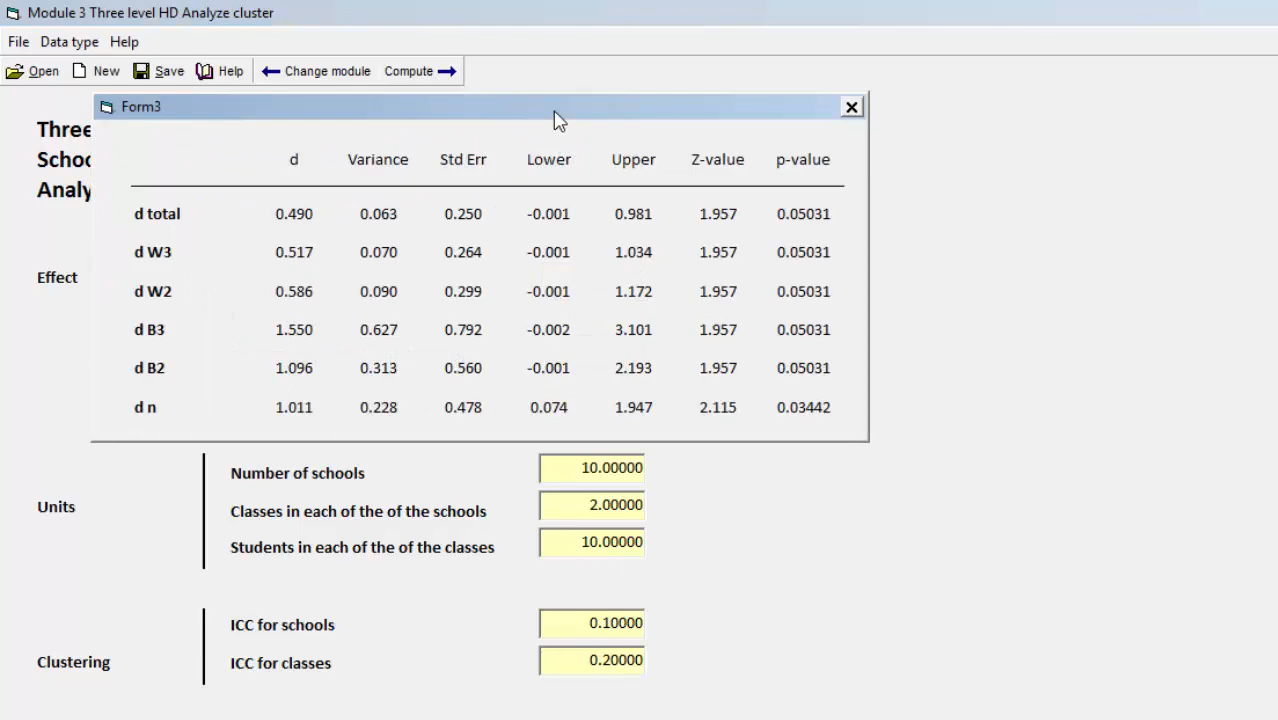 Module 3 Three level HD Analyze cluster
File Data type Help
Open New Save Help Change module Compute
Form3
Three
Schoo
Analy
d Variance Std Err Lower Upper Z-value p-value
d total 0.490 0.063 0.250 -0.001 0.981 1.957 0.05031
d W3 0.517 0.070 0.264 -0.001 1.034 1.957 0.05031
Effect
d W2 0.586 0.090 0.299 -0.001 1.172 1.957 0.05031
d B3 1.550 0.627 0.792 -0.002 3.101 1.957 0.05031
d B2 1.096 0.313 0.560 -0.001 2.193 1.957 0.05031
d n 1.011 0.228 0.478 0.074 1.947 2.115 0.03442
Units
Number of schools 10.00000
Classes in each of the of the schools 2.00000
Students in each of the of the classes 10.00000
Clustering
ICC for schools 0.10000
ICC for classes 0.20000